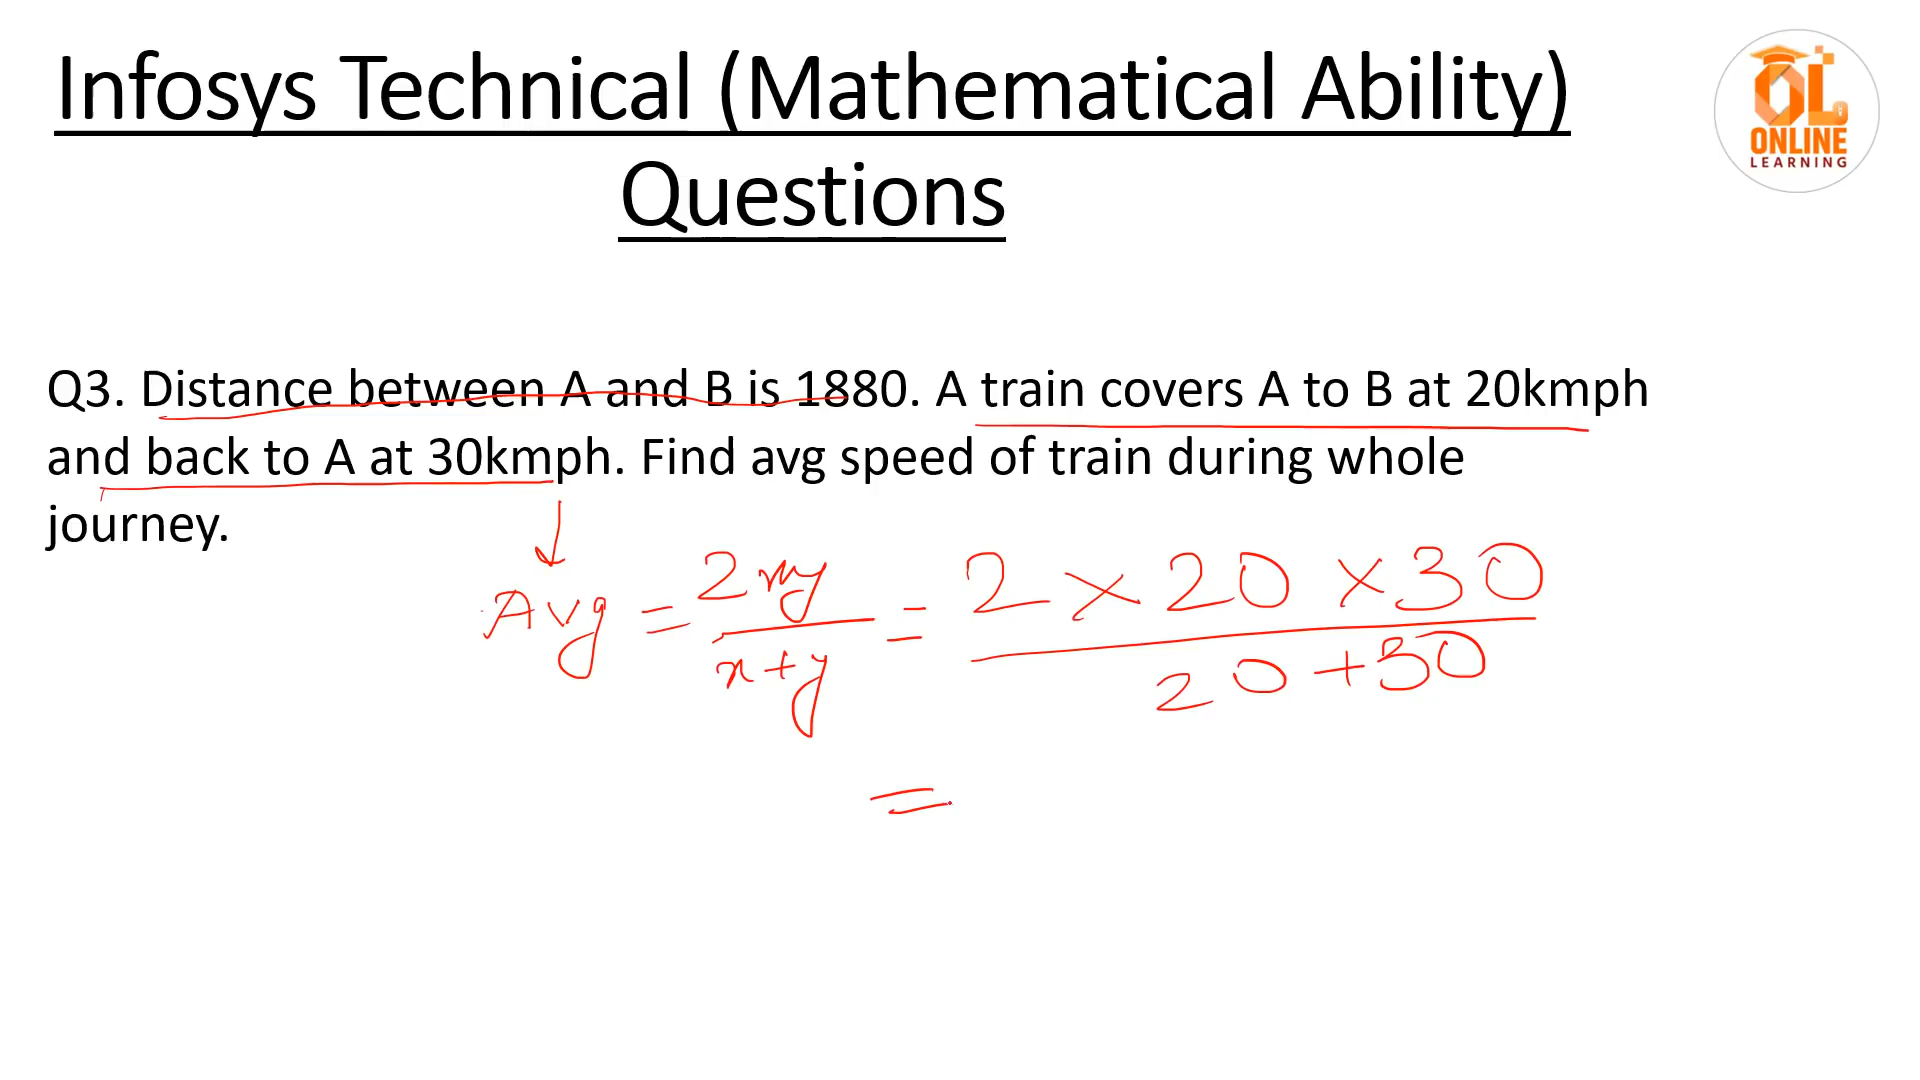 Infosys Technical (Mathematical Ability)
Questions
OL
ONLINE
LEARNING
Q3. Distance between A and B is 1880. A train covers A to B at 20kmph
and back to A at 30kmph. Find avg speed of train during whole
journey.
Avg = 2xy / x+y = 2 × 20 × 30 / 20 + 30
=